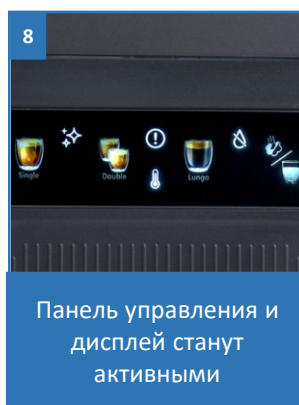 8
Single
Double
Lungo
Панель управления и
дисплей станут
активными